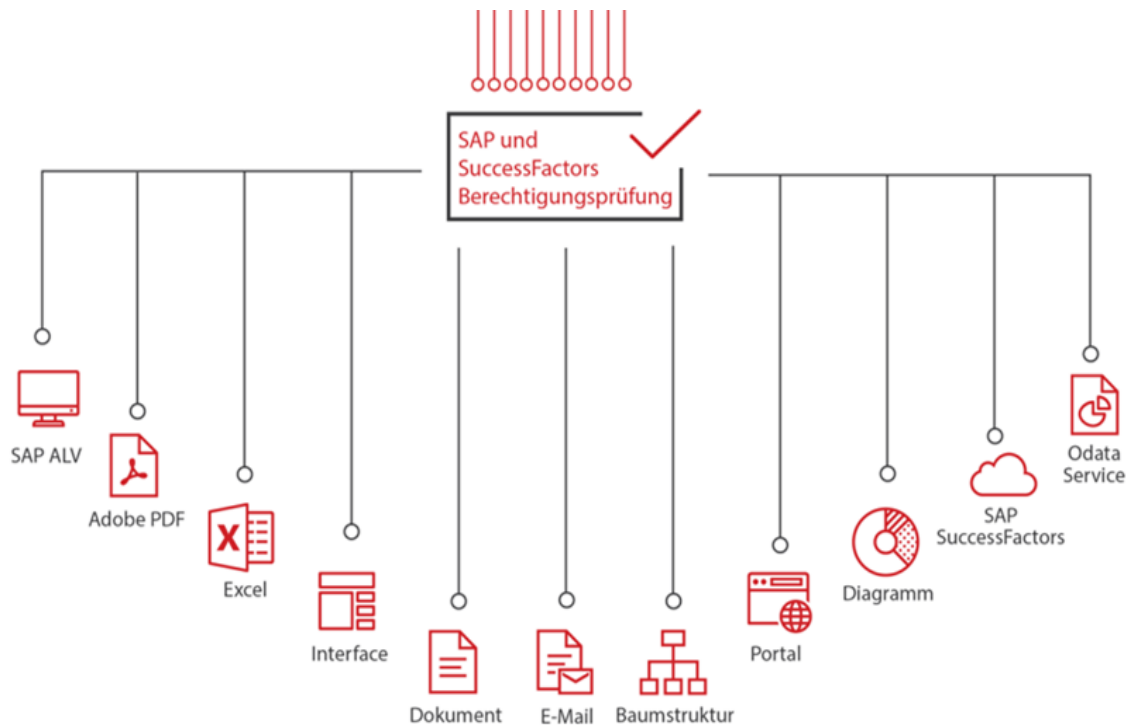 SAP und
SuccessFactors
Berechtigungsprüfung
SAP ALV
Adobe PDF
X
Excel
Interface
Dokument
E-Mail
Baumstruktur
Portal
Diagramm
SAP
SuccessFactors
Odata
Service